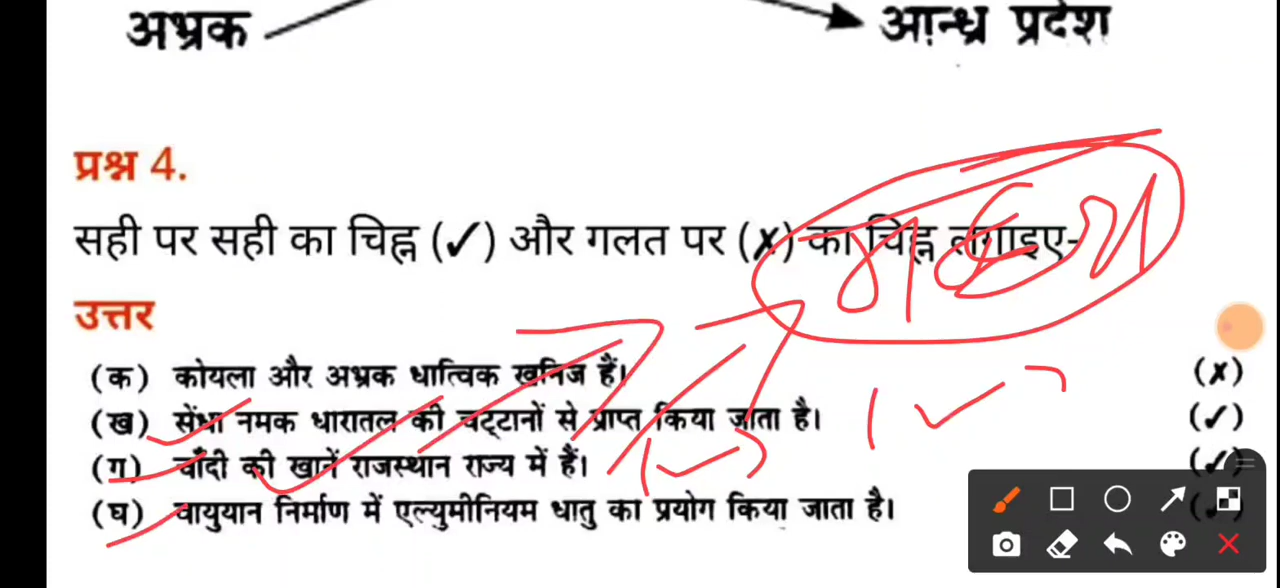 अभ्रक
आन्ध्र प्रदेश
प्रश्न 4.
सही पर सही का चिह्न (✓) और गलत पर (✗) का चिह्न लगाइए-
उत्तर
(क) कोयला और अभ्रक धात्विक खनिज हैं। (✗)
(ख) सेंधा नमक धारातल की चट्टानों से प्राप्त किया जाता है। (✓)
(ग) चाँदी की खानें राजस्थान राज्य में हैं। (✓)
(घ) वायुयान निर्माण में एल्युमीनियम धातु का प्रयोग किया जाता है।